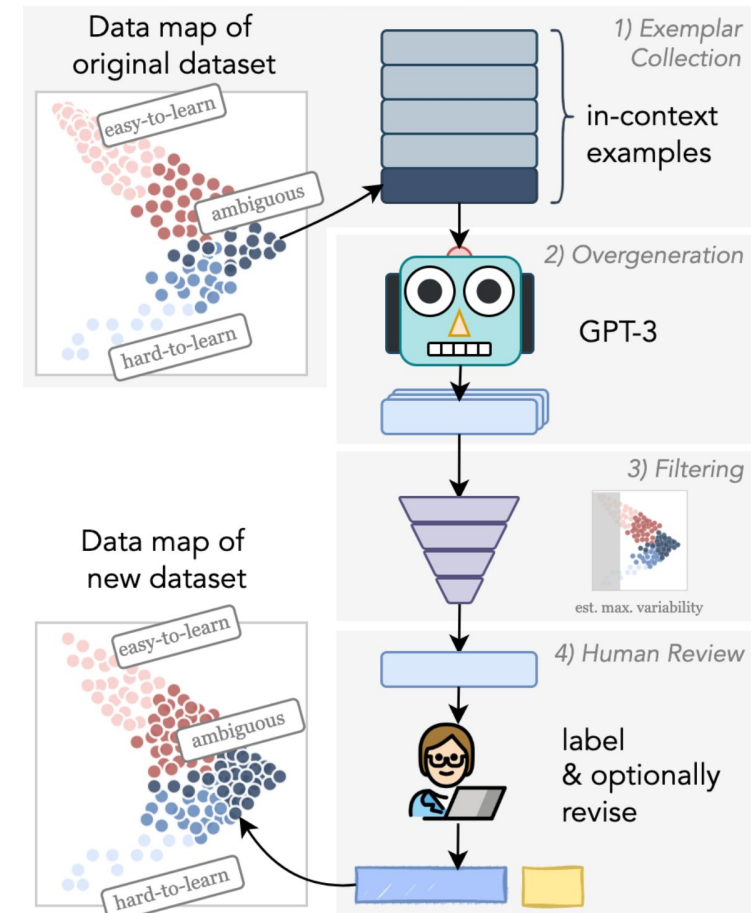 Data map of
original dataset
easy-to-learn
ambiguous
hard-to-learn
1) Exemplar
Collection
in-context
examples
2) Overgeneration
GPT-3
3) Filtering
est. max. variability
Data map of
new dataset
easy-to-learn
ambiguous
hard-to-learn
4) Human Review
label
& optionally
revise